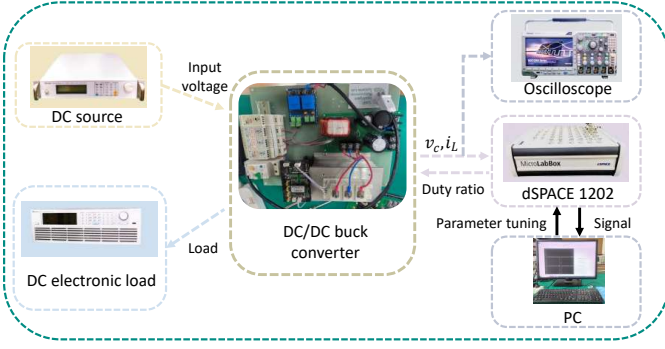 Input
voltage
DC source
Oscilloscope
v_c, i_L
MicroLabBox
Duty ratio
dSPACE 1202
Parameter tuning
Signal
DC/DC buck
converter
Load
DC electronic load
PC